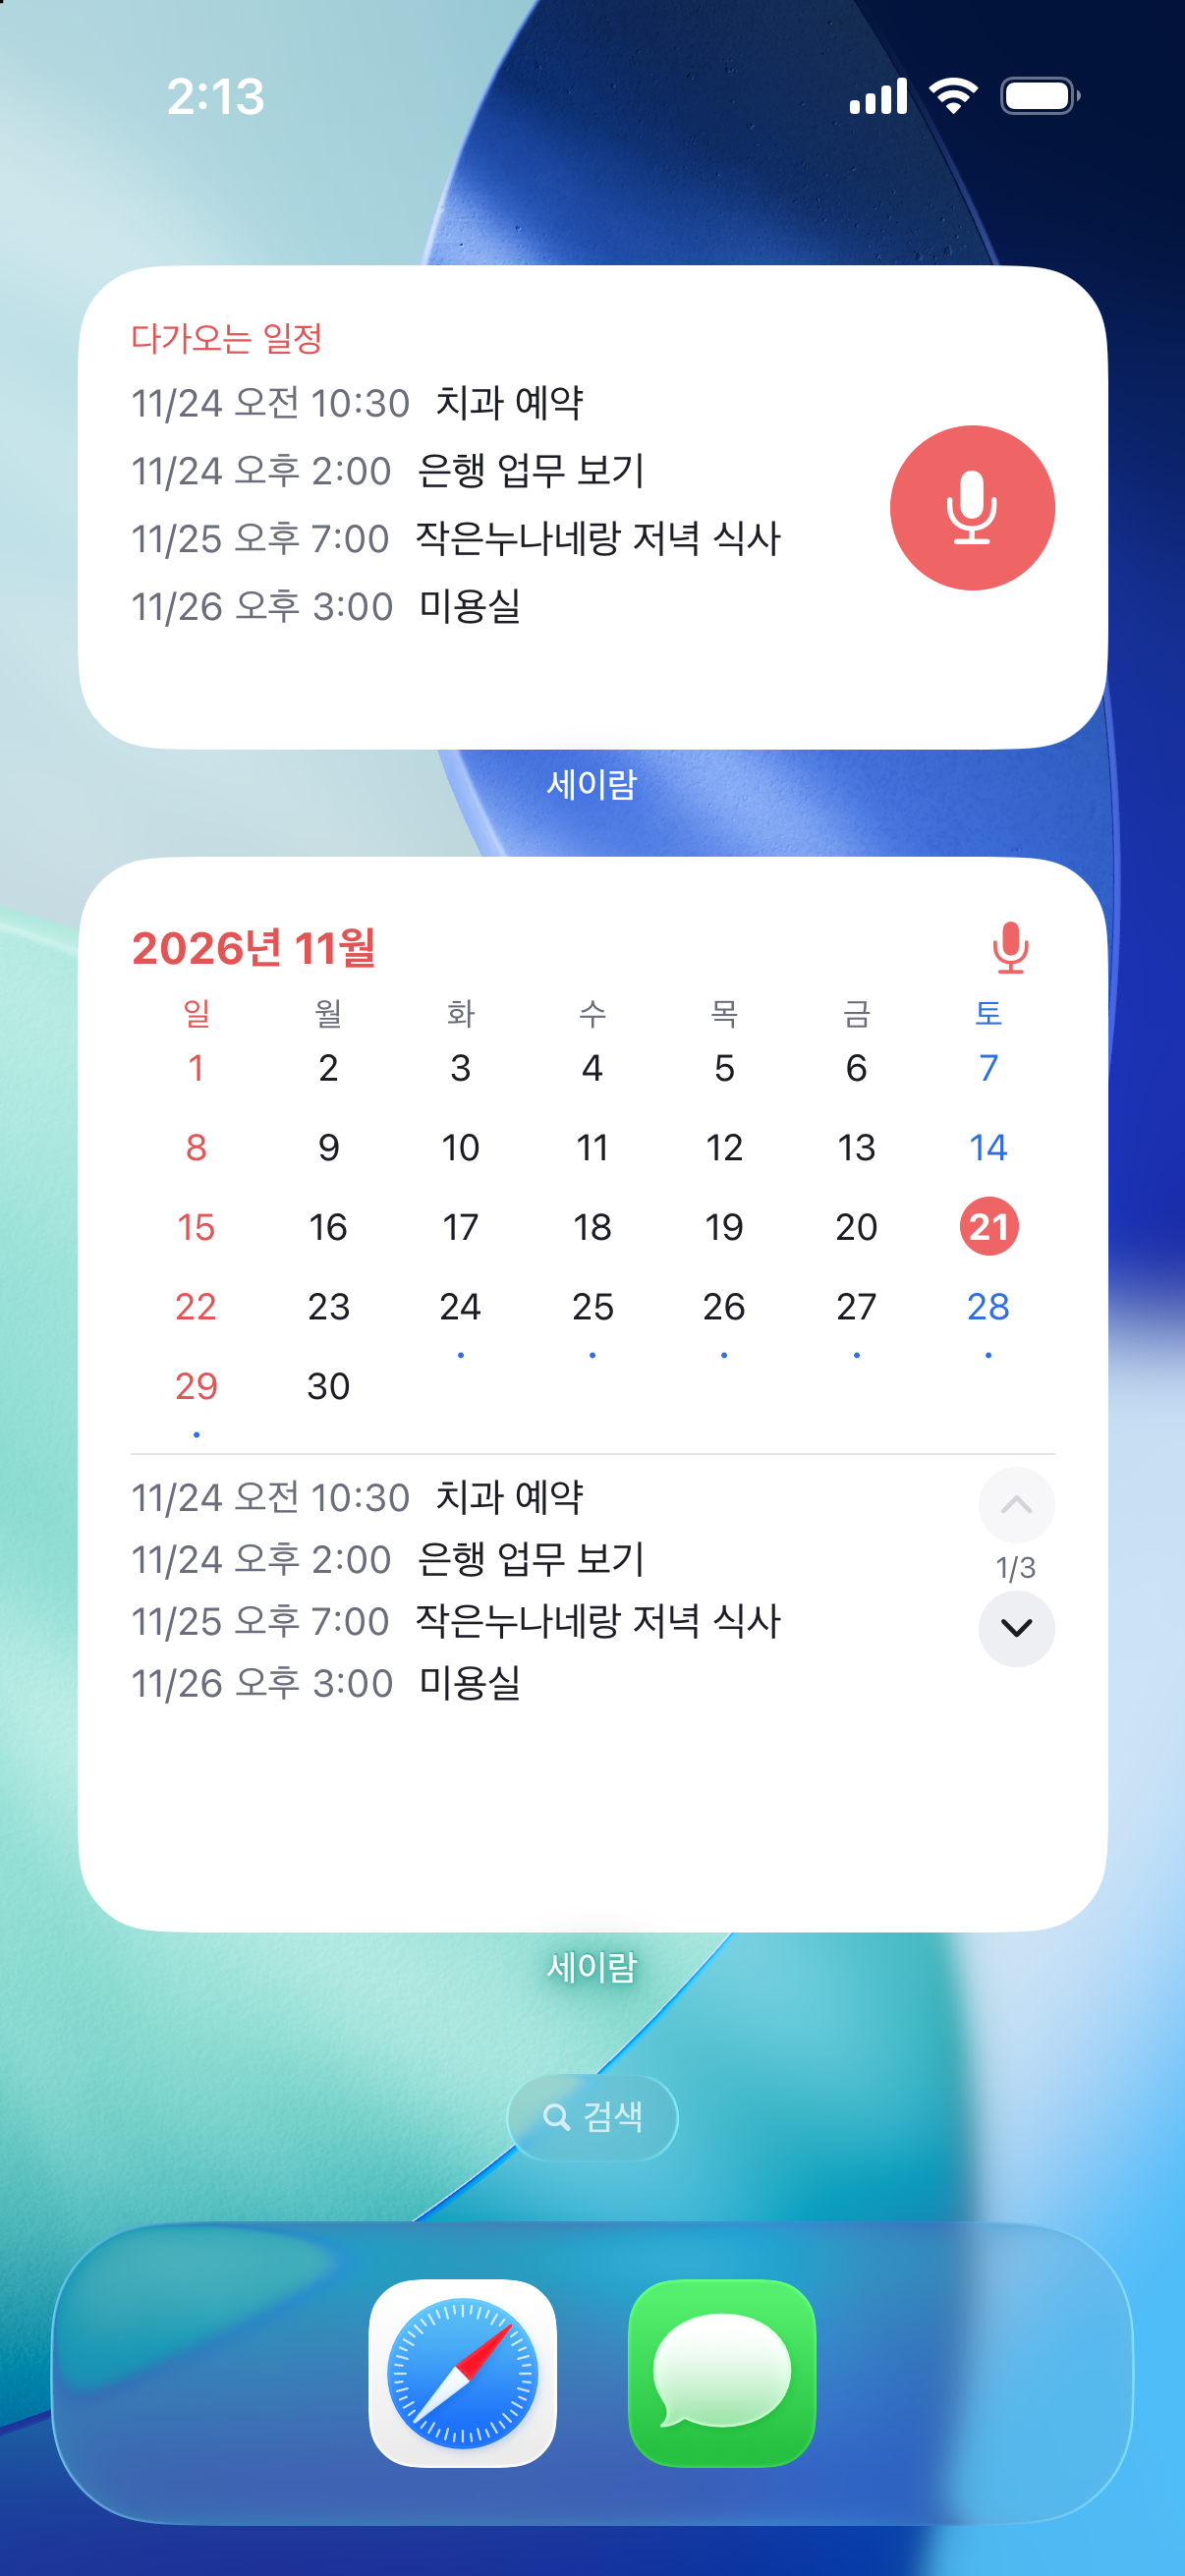 2:13
다가오는 일정
11/24 오전 10:30 치과 예약
11/24 오후 2:00 은행 업무 보기
11/25 오후 7:00 작은누나네랑 저녁 식사
11/26 오후 3:00 미용실
세이람
2026년 11월
일 월 화 수 목 금 토
1 2 3 4 5 6 7
8 9 10 11 12 13 14
15 16 17 18 19 20 21
22 23 24 25 26 27 28
29 30
11/24 오전 10:30 치과 예약
11/24 오후 2:00 은행 업무 보기
1/3
11/25 오후 7:00 작은누나네랑 저녁 식사
11/26 오후 3:00 미용실
세이람
검색